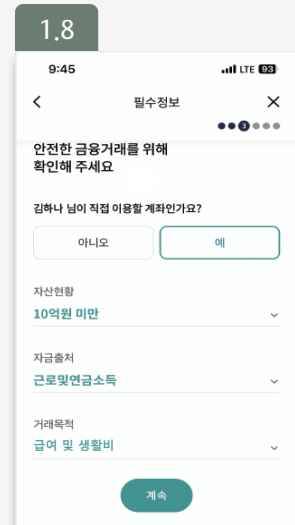 1.8
9:45
LTE 93
필수정보
3
안전한 금융거래를 위해
확인해 주세요
김하나 님이 직접 이용할 계좌인가요?
아니오
예
자산현황
10억원 미만
자금출처
근로및연금소득
거래목적
급여 및 생활비
계속